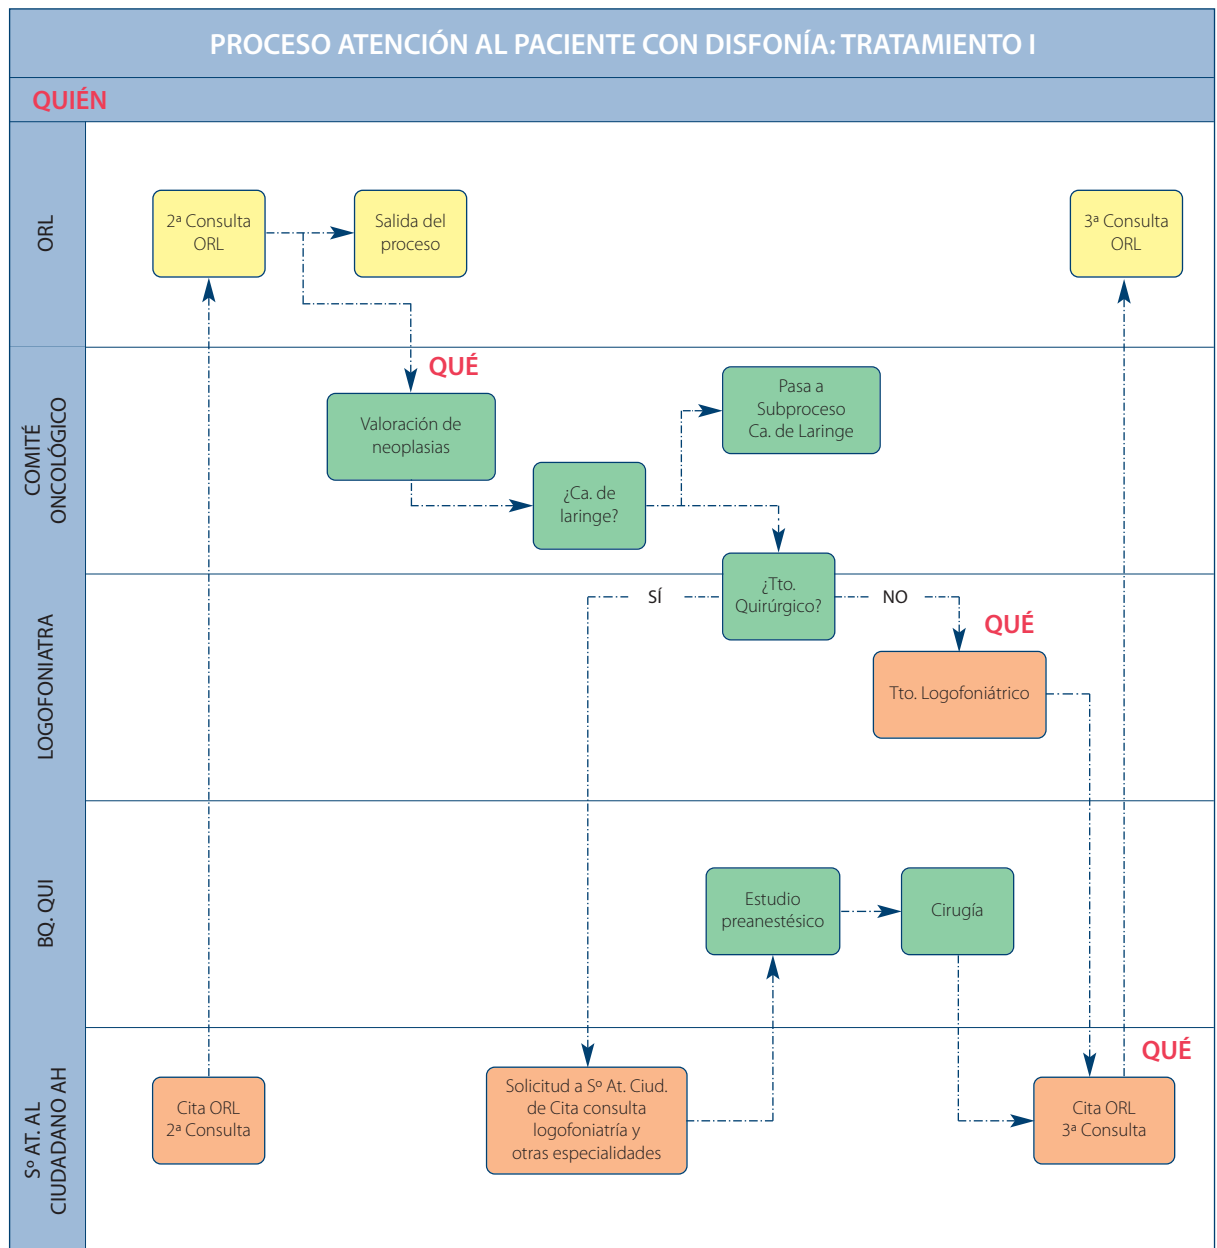 PROCESO ATENCIÓN AL PACIENTE CON DISFONÍA: TRATAMIENTO I
QUIÉN
ORL
2ª Consulta
ORL
Salida del
proceso
3ª Consulta
ORL
COMITÉ
ONCOLÓGICO
QUÉ
Valoración de
neoplasias
¿Ca. de
laringe?
Pasa a
Subproceso
Ca. de Laringe
¿Tto.
Quirúrgico?
LOGOFONIATRA
SÍ
NO
QUÉ
Tto. Logofoniátrico
BQ. QUI
Estudio
preanestésico
Cirugía
Sº AT. AL
CIUDADANO AH
Cita ORL
2ª Consulta
Solicitud a Sº At. Ciud.
de Cita consulta
logofoniatría y
otras especialidades
QUÉ
Cita ORL
3ª Consulta